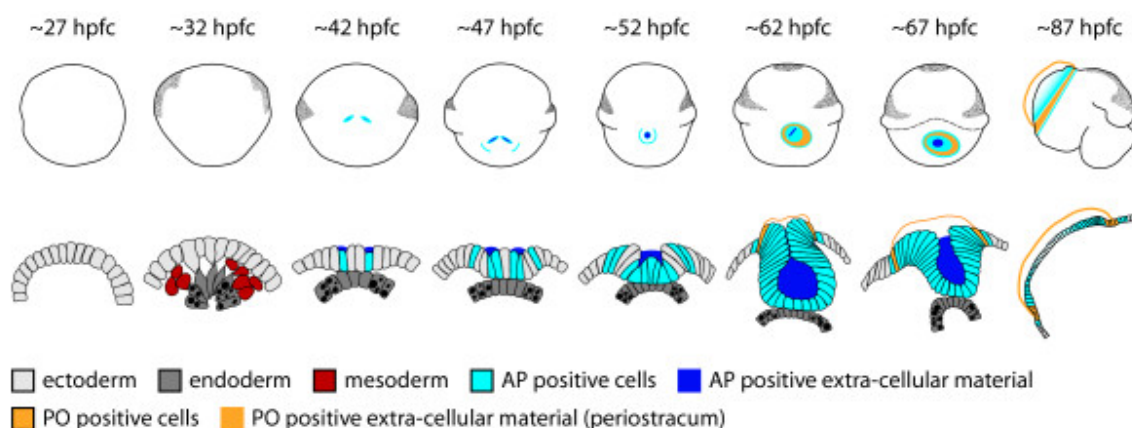 ~27 hpfc ~32 hpfc ~42 hpfc ~47 hpfc ~52 hpfc ~62 hpfc ~67 hpfc ~87 hpfc
ectoderm endoderm mesoderm AP positive cells AP positive extra-cellular material
PO positive cells PO positive extra-cellular material (periostracum)